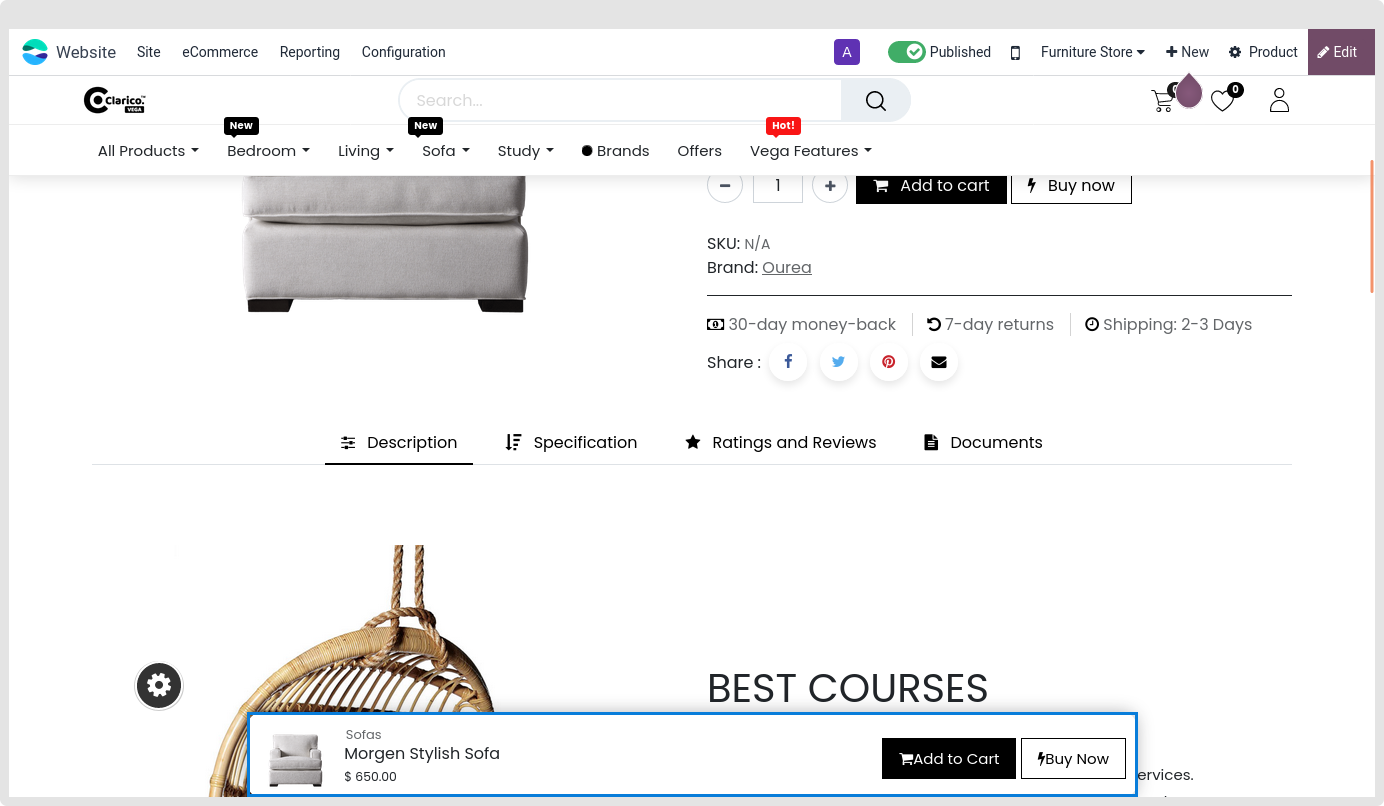 Website Site eCommerce Reporting Configuration A Published Furniture Store New Product Edit
Clarico.™ VEGA Search... 0
New New Hot!
All Products Bedroom Living Sofa Study Brands Offers Vega Features
1 Add to cart Buy now
SKU: N/A
Brand: Ourea
30-day money-back 7-day returns Shipping: 2-3 Days
Share :
Description Specification Ratings and Reviews Documents
BEST COURSES
Sofas
Morgen Stylish Sofa
$ 650.00
Add to Cart Buy Now
ervices.